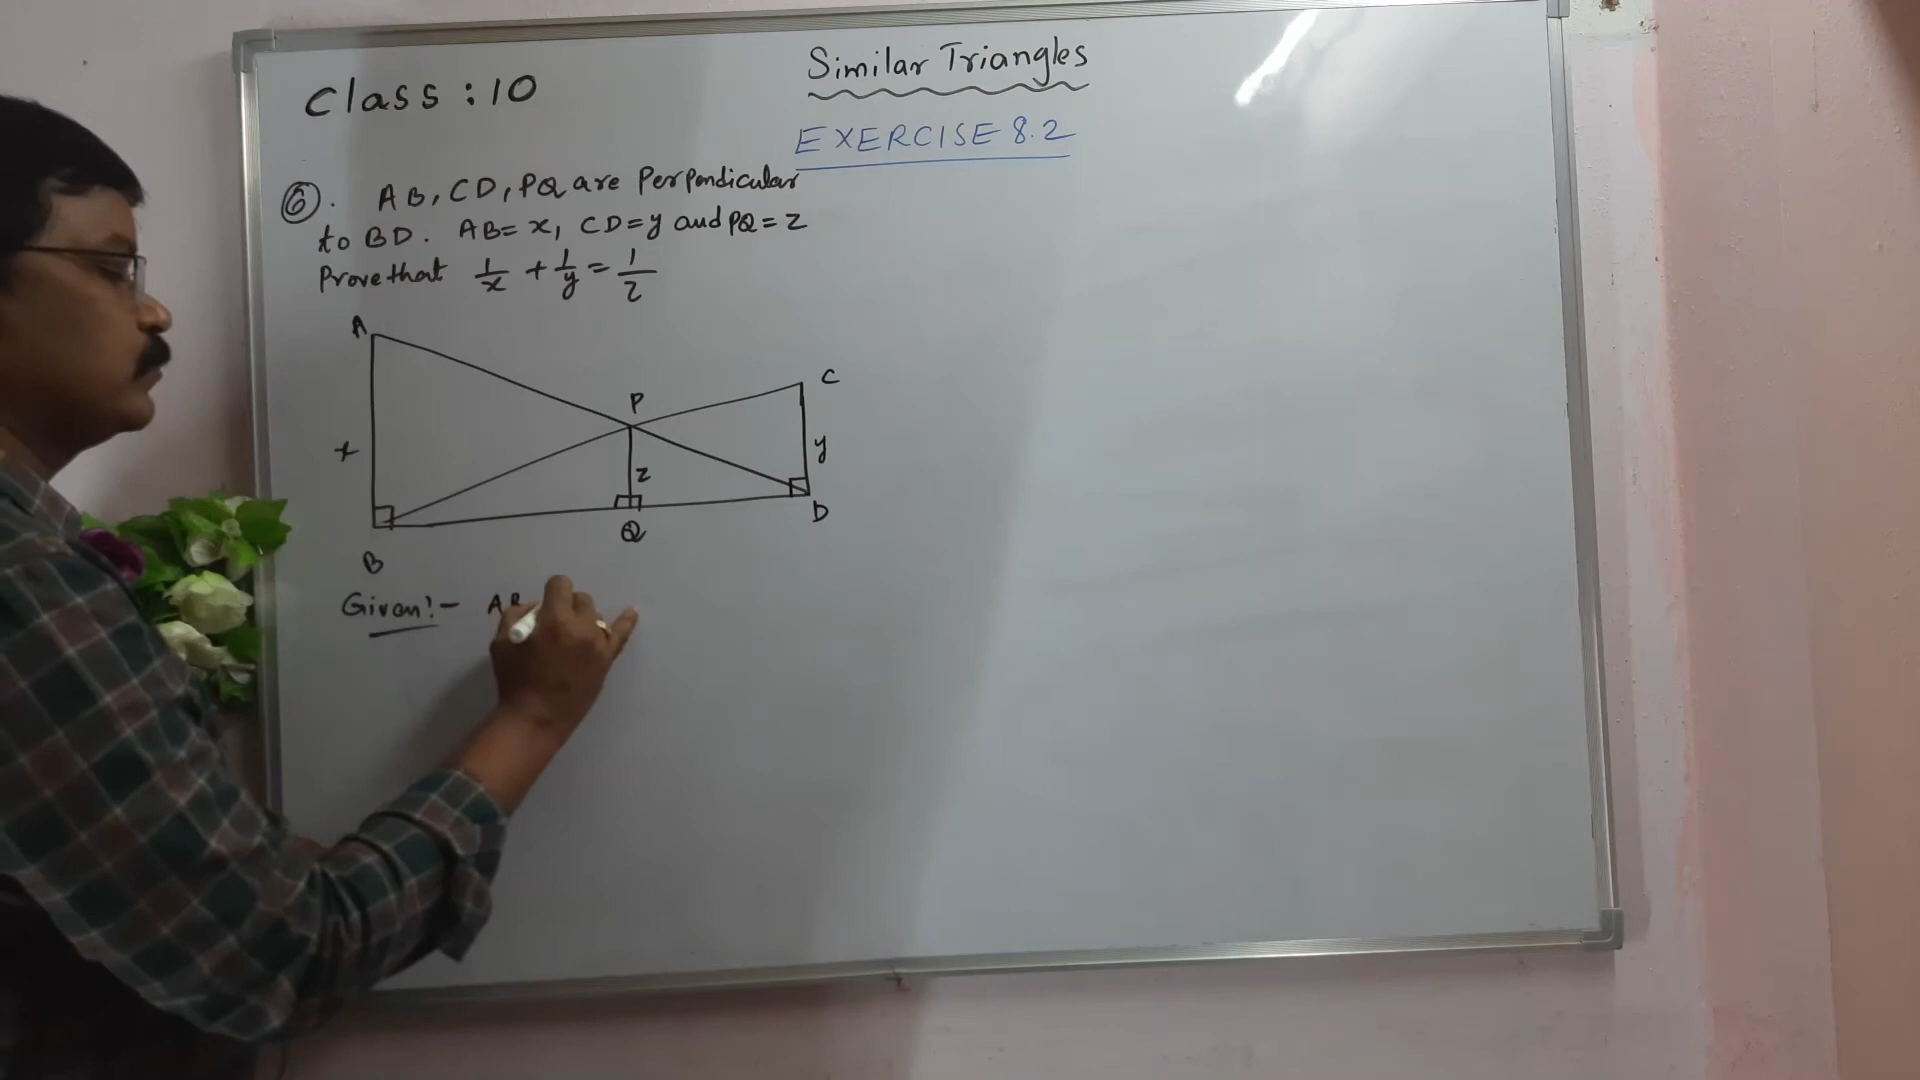 Class : 10
Similar Triangles
EXERCISE 8.2
6. AB, CD, PQ are Perpendicular
to BD. AB = x, CD = y and PQ = z
Prove that 1/x + 1/y = 1/z
A
C
P
x
y
z
D
Q
B
Given:- AB